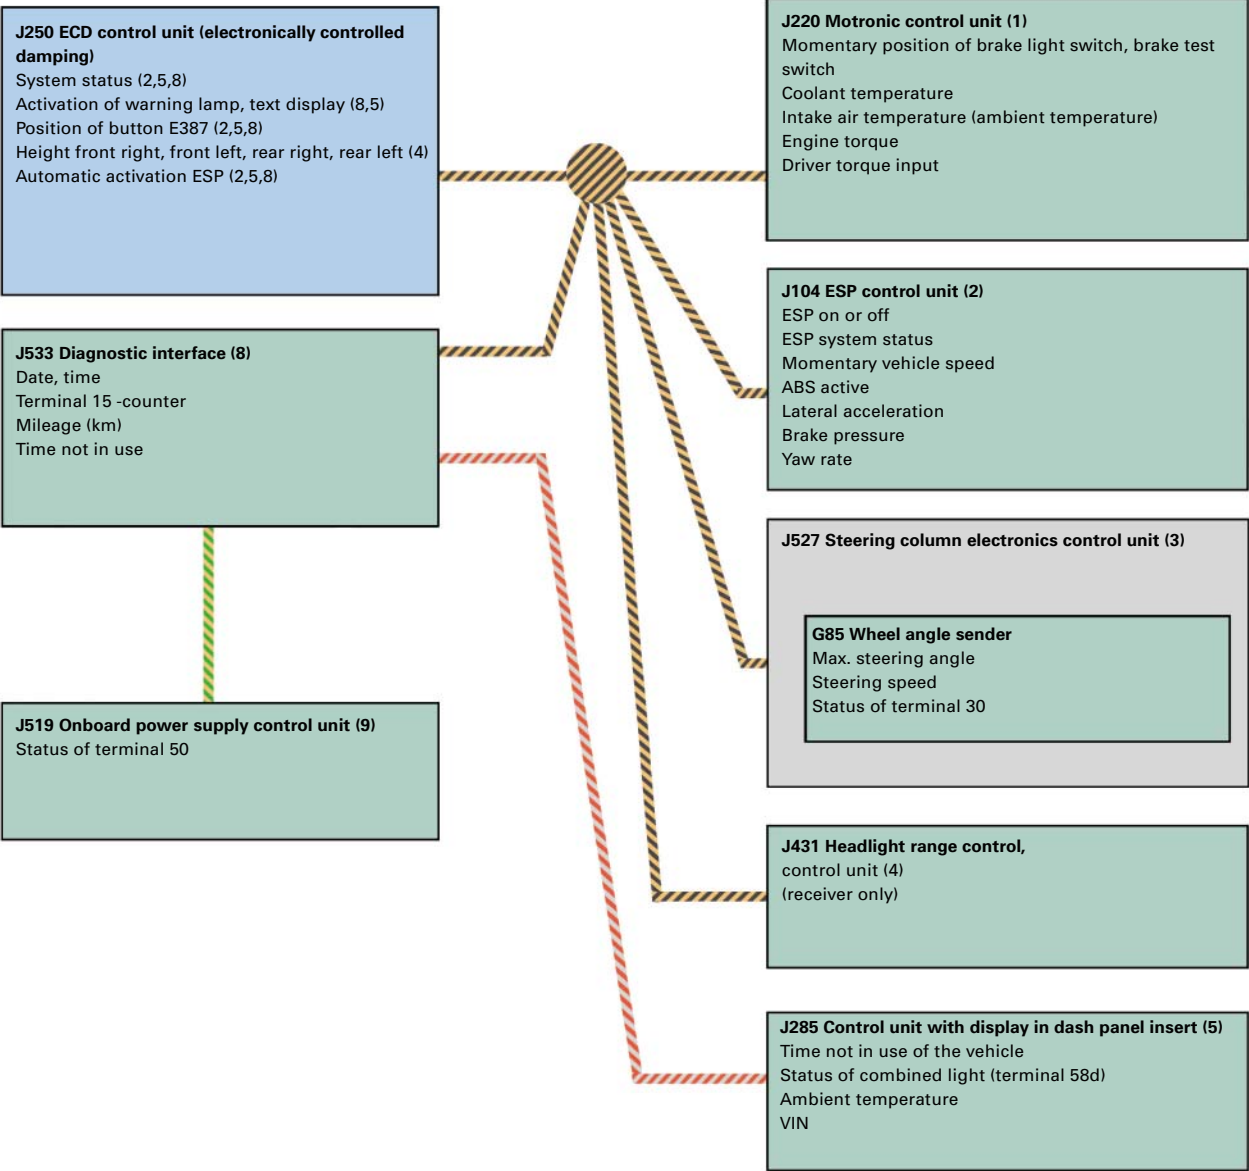 J250 ECD control unit (electronically controlled
damping)
System status (2,5,8)
Activation of warning lamp, text display (8,5)
Position of button E387 (2,5,8)
Height front right, front left, rear right, rear left (4)
Automatic activation ESP (2,5,8)
J533 Diagnostic interface (8)
Date, time
Terminal 15 -counter
Mileage (km)
Time not in use
J519 Onboard power supply control unit (9)
Status of terminal 50
J220 Motronic control unit (1)
Momentary position of brake light switch, brake test
switch
Coolant temperature
Intake air temperature (ambient temperature)
Engine torque
Driver torque input
J104 ESP control unit (2)
ESP on or off
ESP system status
Momentary vehicle speed
ABS active
Lateral acceleration
Brake pressure
Yaw rate
J527 Steering column electronics control unit (3)
G85 Wheel angle sender
Max. steering angle
Steering speed
Status of terminal 30
J431 Headlight range control,
control unit (4)
(receiver only)
J285 Control unit with display in dash panel insert (5)
Time not in use of the vehicle
Status of combined light (terminal 58d)
Ambient temperature
VIN